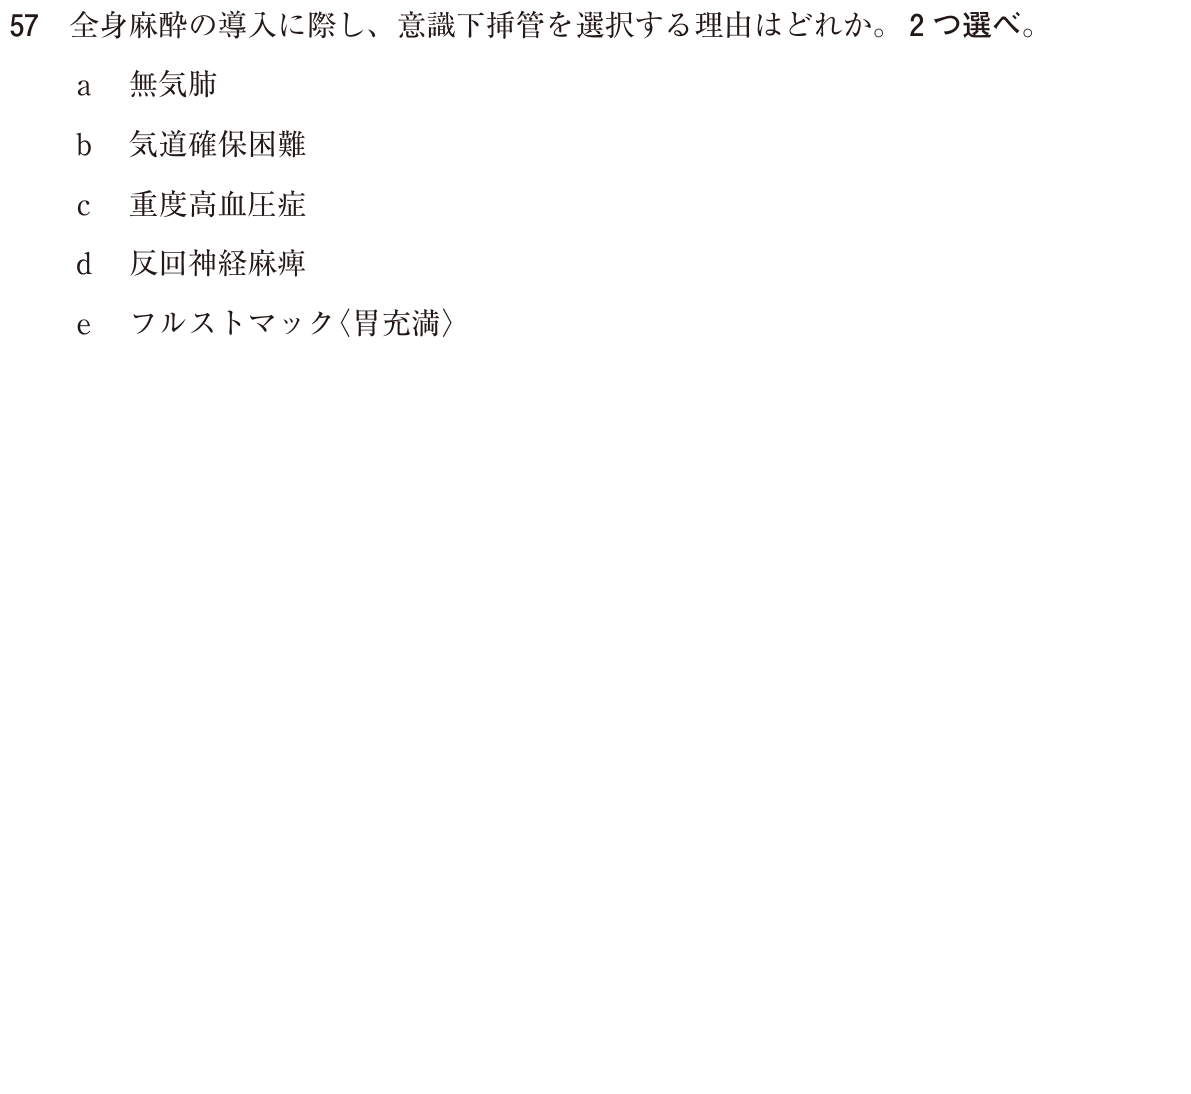 57 全身麻酔の導入に際し、意識下挿管を選択する理由はどれか。2つ選べ。
a 無気肺
b 気道確保困難
c 重度高血圧症
d 反回神経麻痺
e フルストマック〈胃充満〉